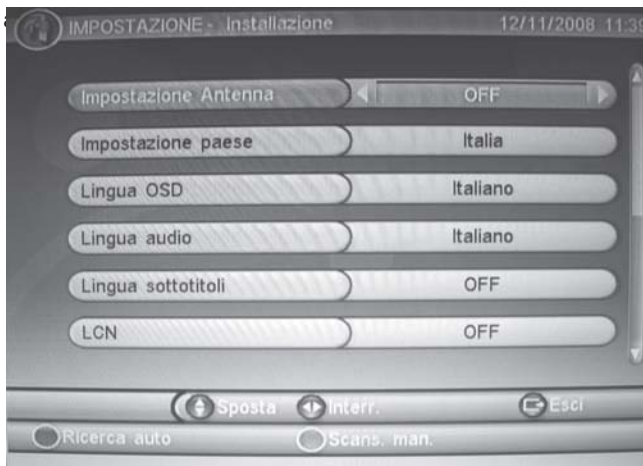 IMPOSTAZIONE - Installazione 12/11/2008 11:39
Impostazione Antenna OFF
Impostazione paese Italia
Lingua OSD Italiano
Lingua audio Italiano
Lingua sottotitoli OFF
LCN OFF
Sposta Interr. Esci
Ricerca auto Scans. man.